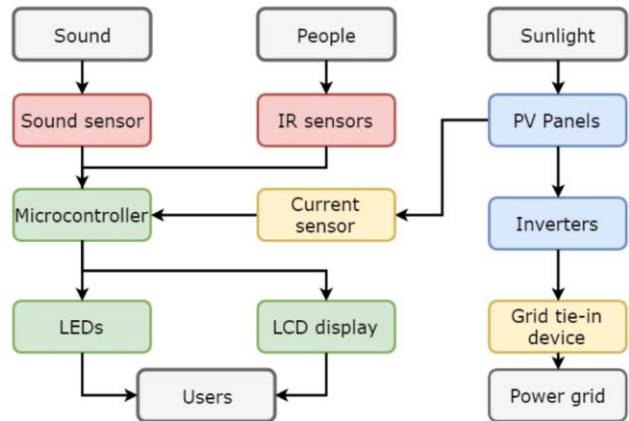 Sound
People
Sunlight
Sound sensor
IR sensors
PV Panels
Microcontroller
Current
sensor
Inverters
LEDs
LCD display
Grid tie-in
device
Users
Power grid